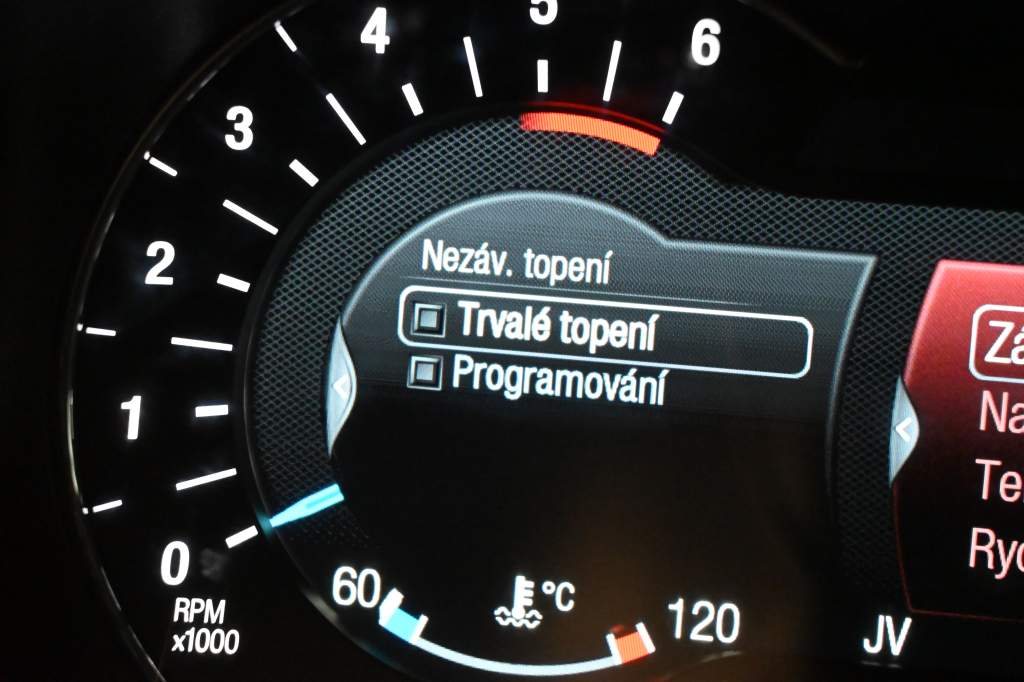 4
5
6
3
2
1
0
RPM
x1000
Nezáv. topení
Trvalé topení
Programování
60
°C
120
JV